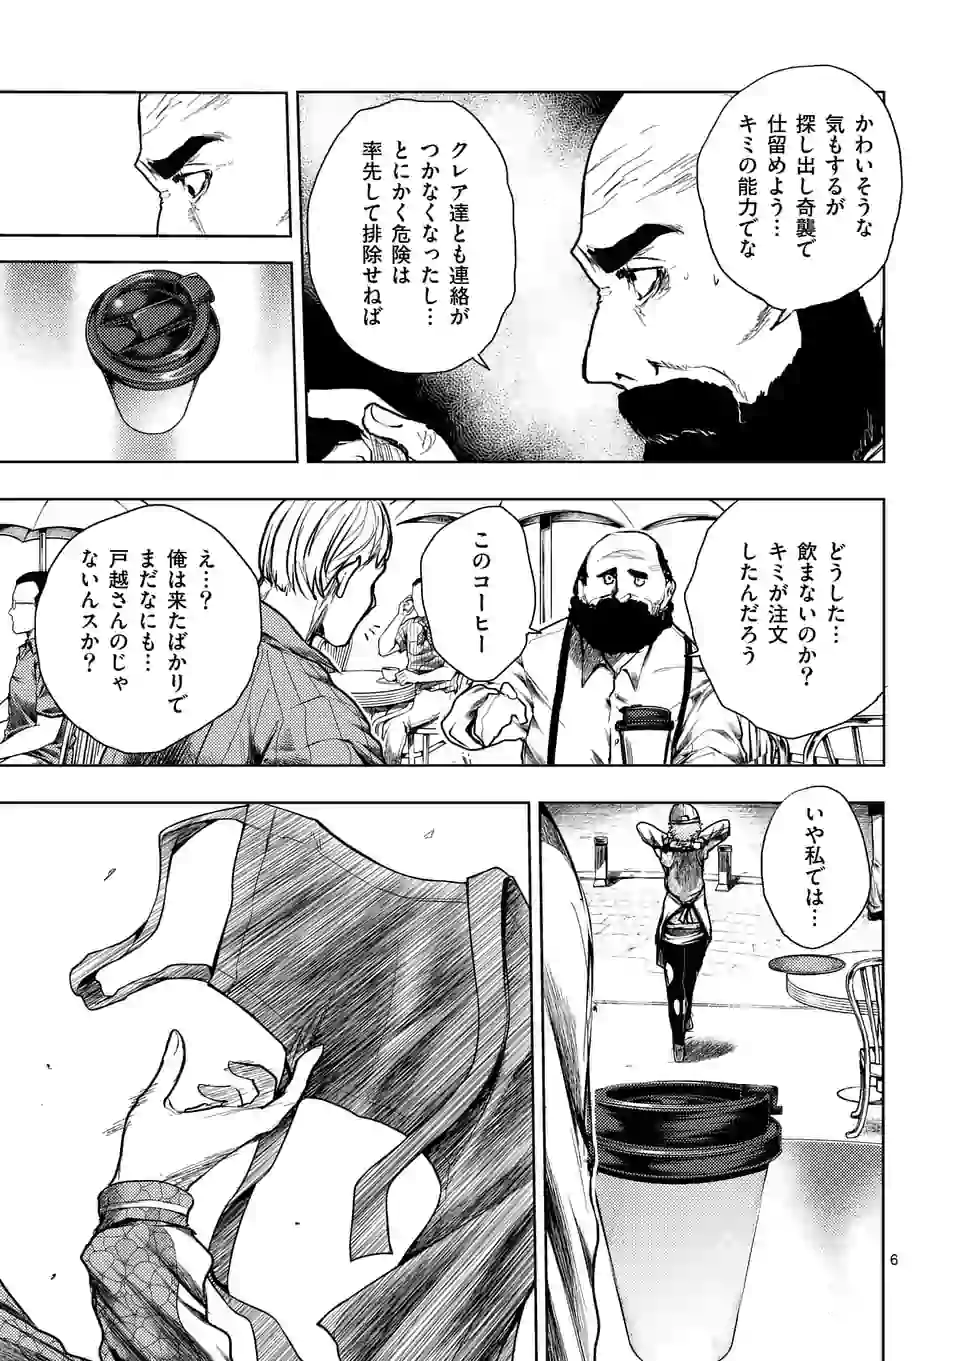 かわいそうな
気もするが
探し出し奇襲で
仕留めよう…
キミの能力でな
クレア達とも連絡が
つかなくなったし…
とにかく危険は
率先して排除せねば
どうした…
飲まないのか？
キミが注文
したんだろう
このコーヒー
え…？
俺は来たばかりで
まだなにも…
戸越さんのじゃ
ないんスか？
いや私では…
6